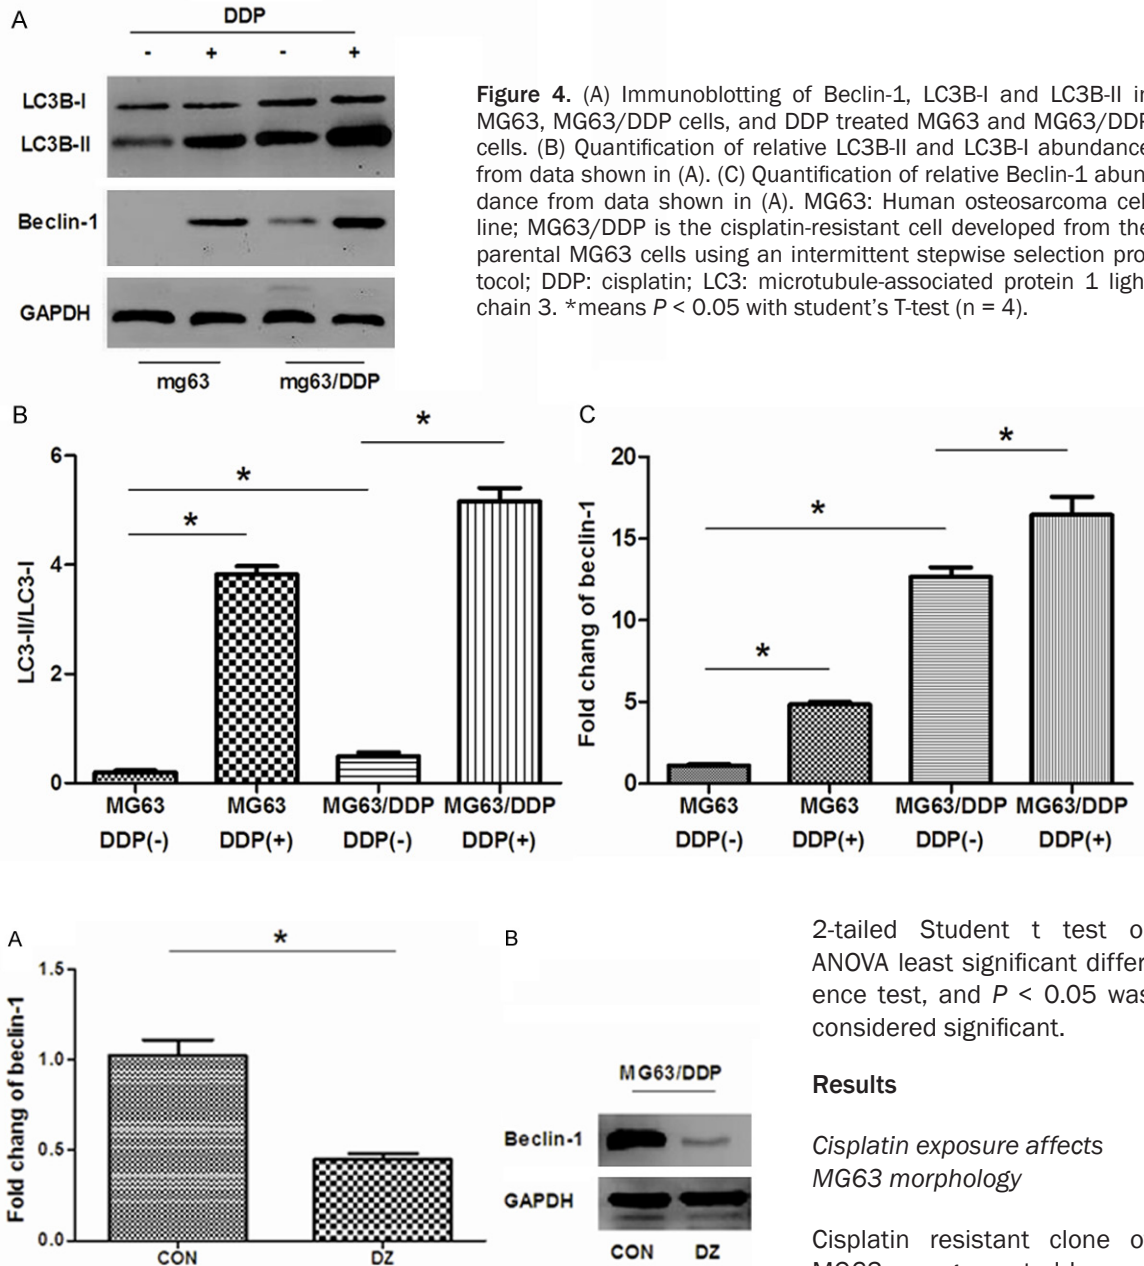 A
DDP
- + - +
LC3B-I
LC3B-II
Beclin-1
GAPDH
mg63 mg63/DDP
Figure 4. (A) Immunoblotting of Beclin-1, LC3B-I and LC3B-II in
MG63, MG63/DDP cells, and DDP treated MG63 and MG63/DDP
cells. (B) Quantification of relative LC3B-II and LC3B-I abundance
from data shown in (A). (C) Quantification of relative Beclin-1 abun
dance from data shown in (A). MG63: Human osteosarcoma cel
line; MG63/DDP is the cisplatin-resistant cell developed from the
parental MG63 cells using an intermittent stepwise selection pro
tocol; DDP: cisplatin; LC3: microtubule-associated protein 1 ligh
chain 3. *means P < 0.05 with student's T-test (n = 4).
B
LC3-II/LC3-I
6
4
2
0
*
*
*
MG63 MG63 MG63/DDP MG63/DDP
DDP(-) DDP(+) DDP(-) DDP(+)
C
Fold chang of beclin-1
20
15
10
5
0
*
*
*
MG63 MG63 MG63/DDP MG63/DDP
DDP(-) DDP(+) DDP(-) DDP(+)
A
Fold chang of beclin-1
1.5
1.0
0.5
0.0
*
CON DZ
B
MG63/DDP
Beclin-1
GAPDH
CON DZ
2-tailed Student t test o
ANOVA least significant differ
ence test, and P < 0.05 was
considered significant.
Results
Cisplatin exposure affects
MG63 morphology
Cisplatin resistant clone o